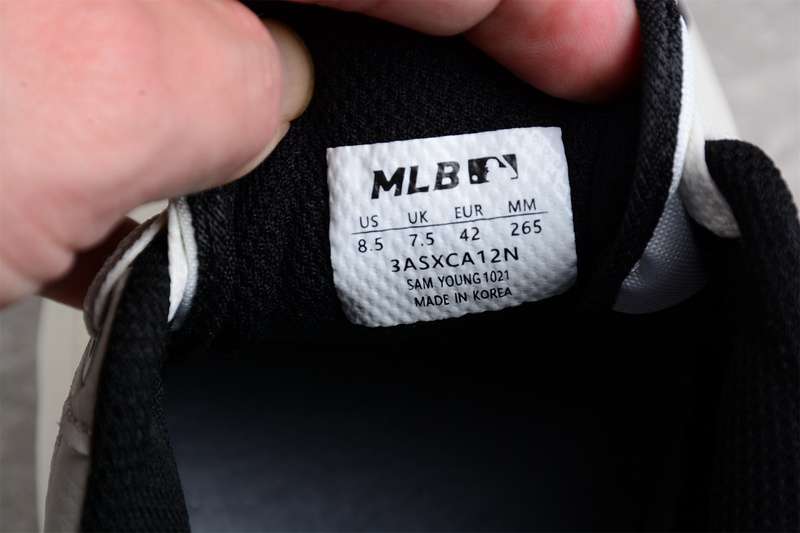 MLB
US UK EUR MM
8.5 7.5 42 265
3ASXCA12N
SAM YOUNG 1021
MADE IN KOREA